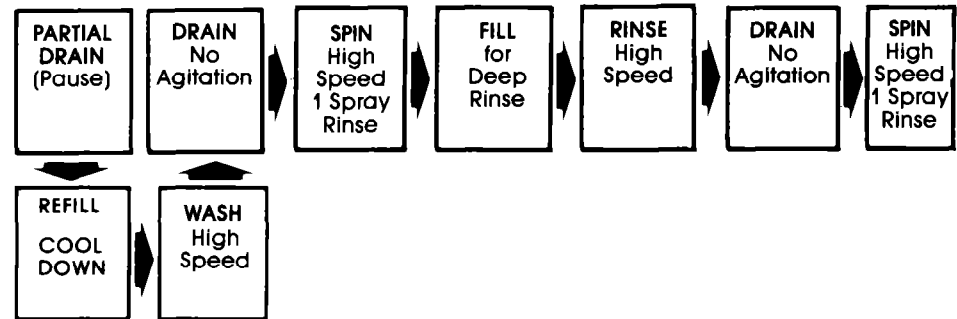 PARTIAL
DRAIN
(Pause)
REFILL
COOL
DOWN
WASH
High
Speed
DRAIN
No
Agitation
SPIN
High
Speed
1 Spray
Rinse
FILL
for
Deep
Rinse
RINSE
High
Speed
DRAIN
No
Agitation
SPIN
High
Speed
1 Spray
Rinse